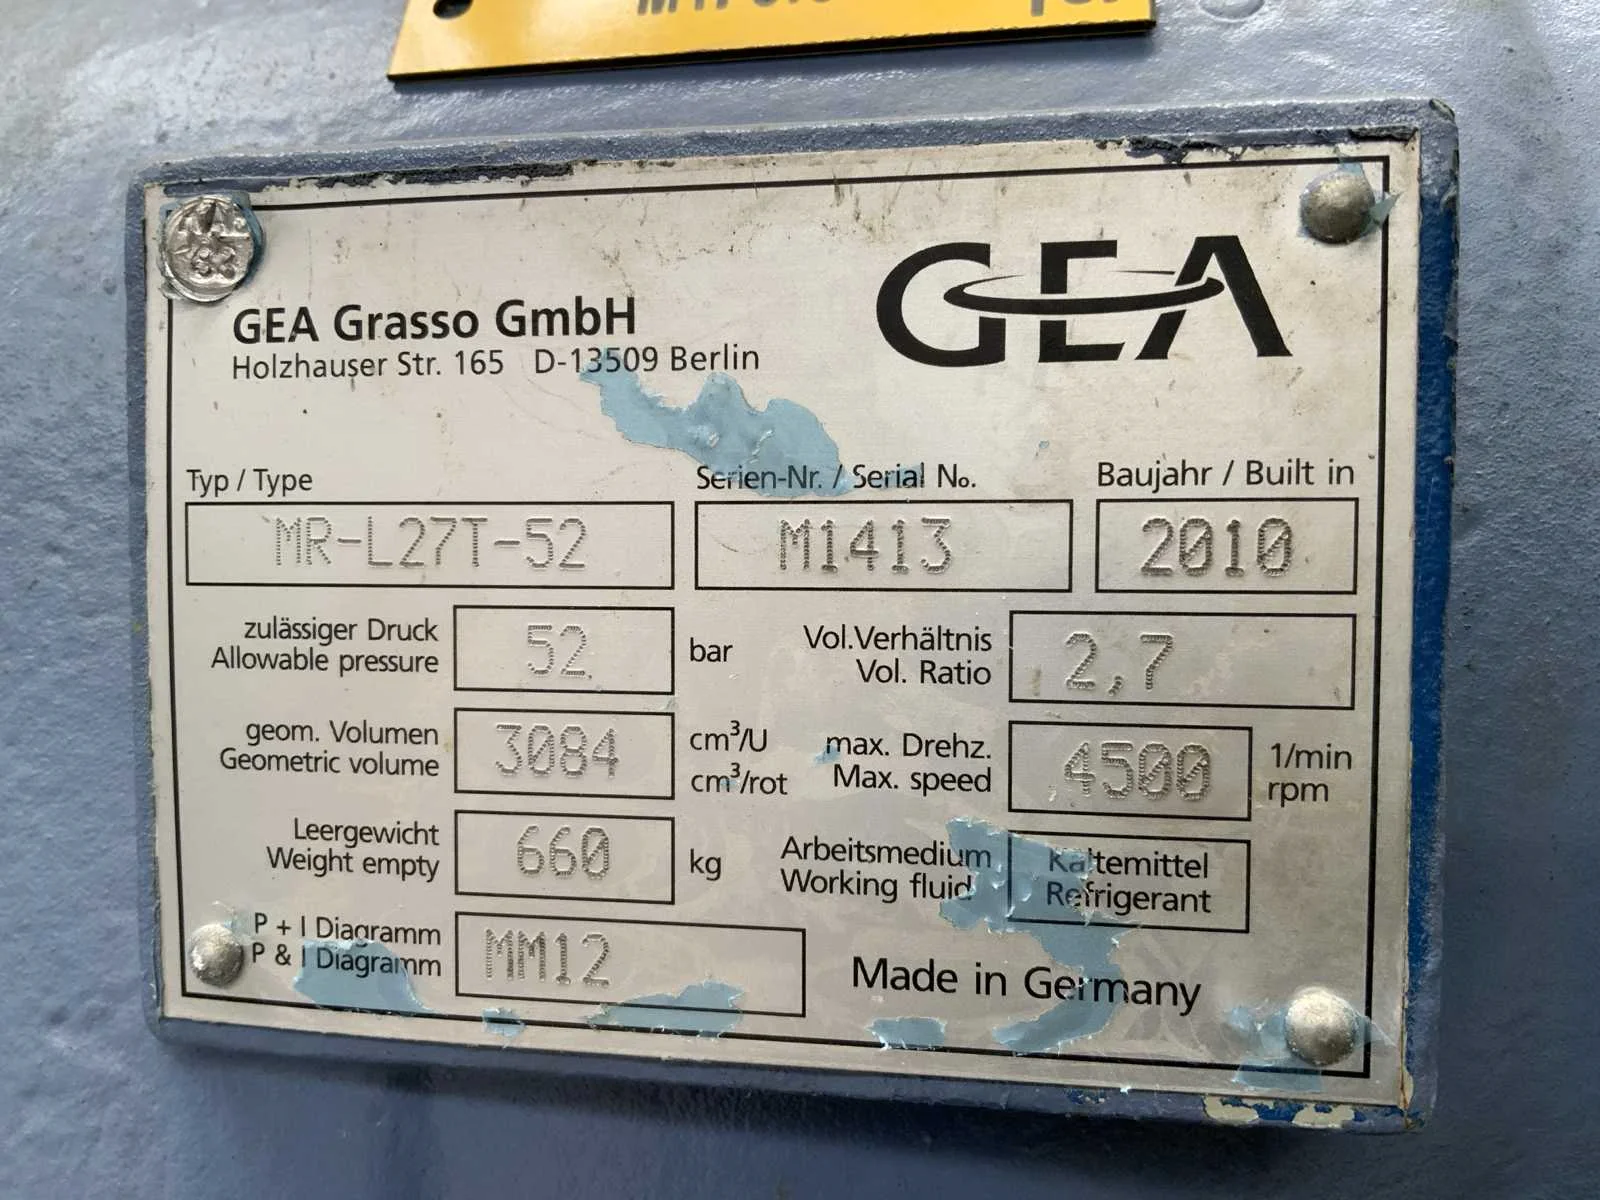 GEA Grasso GmbH
Holzhauser Str. 165 D-13509 Berlin
GEA
Typ / Type
MR-L27T-52
Serien-Nr. / Serial No.
M1413
Baujahr / Built in
2010
zulässiger Druck
Allowable pressure
52
bar
Vol.Verhältnis
Vol. Ratio
2,7
geom. Volumen
Geometric volume
3084
cm³/U
cm³/rot
max. Drehz.
Max. speed
4500
1/min
rpm
Leergewicht
Weight empty
660
kg
Arbeitsmedium
Working fluid
Kältemittel
Refrigerant
P + I Diagramm
P & I Diagramm
MM12
Made in Germany